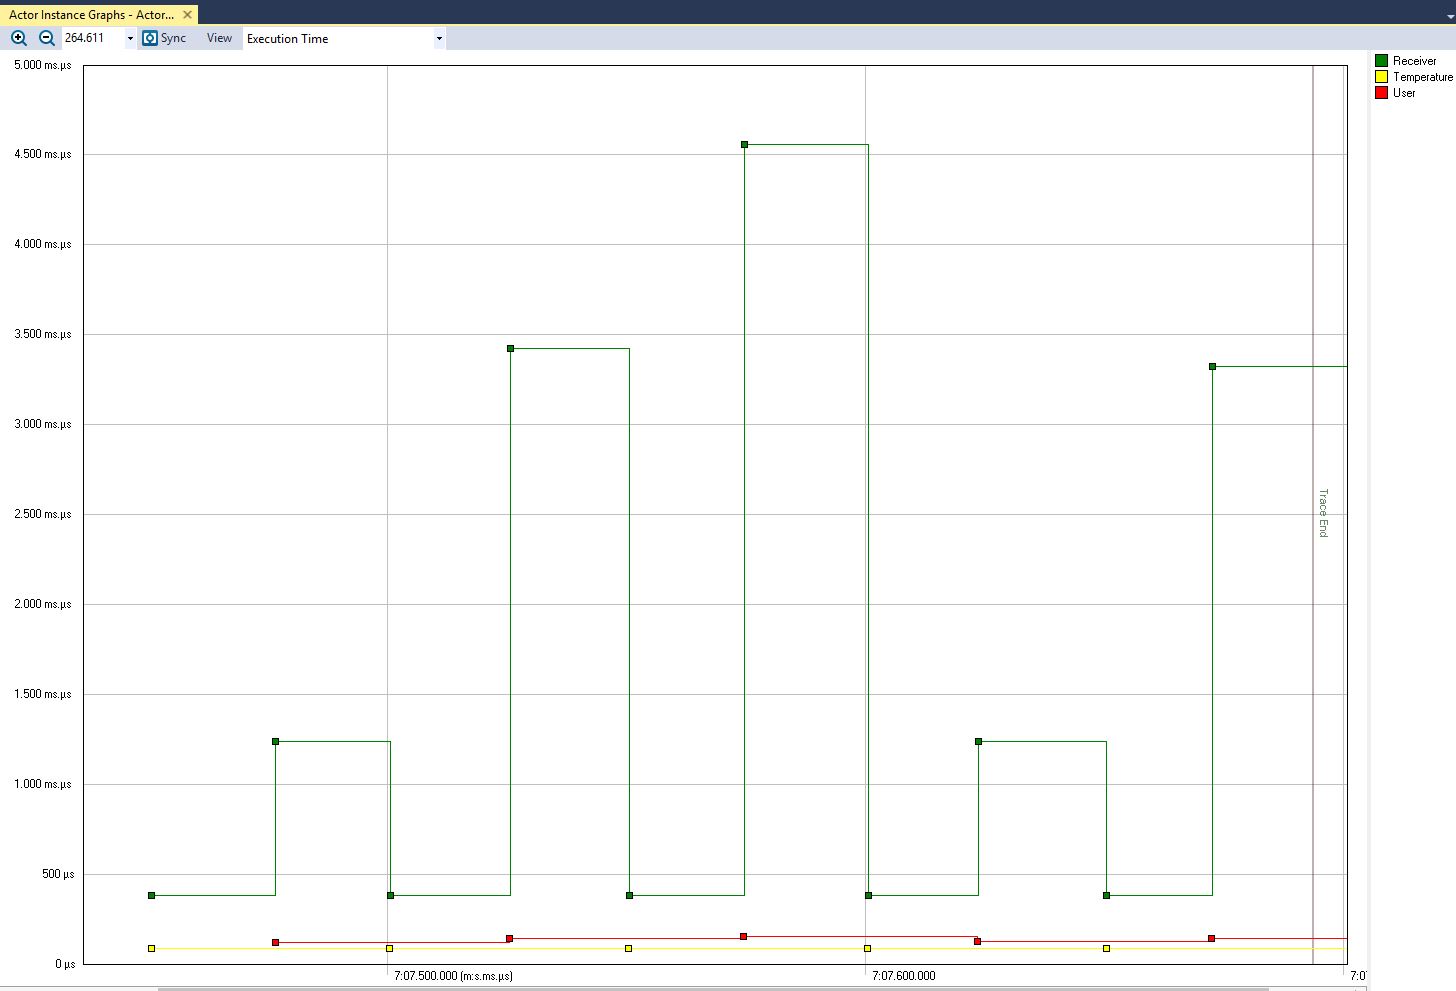 Actor Instance Graphs - Actor...
264.611 Sync View Execution Time
5.000 ms.µs
4.500 ms.µs
4.000 ms.µs
3.500 ms.µs
3.000 ms.µs
2.500 ms.µs
2.000 ms.µs
1.500 ms.µs
1.000 ms.µs
500 µs
0 µs
7:07.500.000 (m:s.ms.µs)
7:07.600.000
7:0
Trace End
Receiver
Temperature
User